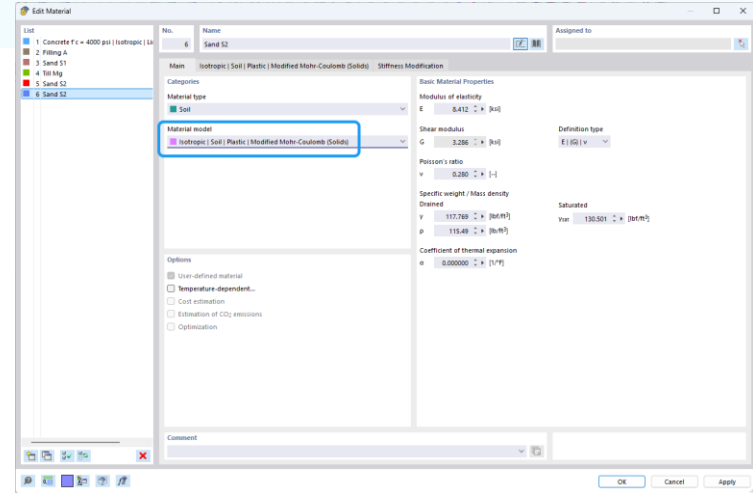 Edit Material
List
1 Concrete f'c = 4000 psi | Isotropic | Li
2 Filling A
3 Sand S1
4 Till Mg
5 Sand S2
6 Sand S2
No.
6
Name
Sand S2
Assigned to
Main Isotropic | Soil | Plastic | Modified Mohr-Coulomb (Solids) Stiffness Modification
Categories
Material type
Soil
Material model
Isotropic | Soil | Plastic | Modified Mohr-Coulomb (Solids)
Options
User-defined material
Temperature-dependent...
Cost estimation
Estimation of CO2 emissions
Optimization
Basic Material Properties
Modulus of elasticity
E 8.412 [ksi]
Shear modulus Definition type
G 3.286 [ksi] E | (G) | ν
Poisson's ratio
ν 0.280 [--]
Specific weight / Mass density
Drained Saturated
γ 117.769 [lbf/ft³] γsat 130.501 [lbf/ft³]
ρ 115.49 [lb/ft³]
Coefficient of thermal expansion
α 0.000000 [1/°F]
Comment
OK Cancel Apply